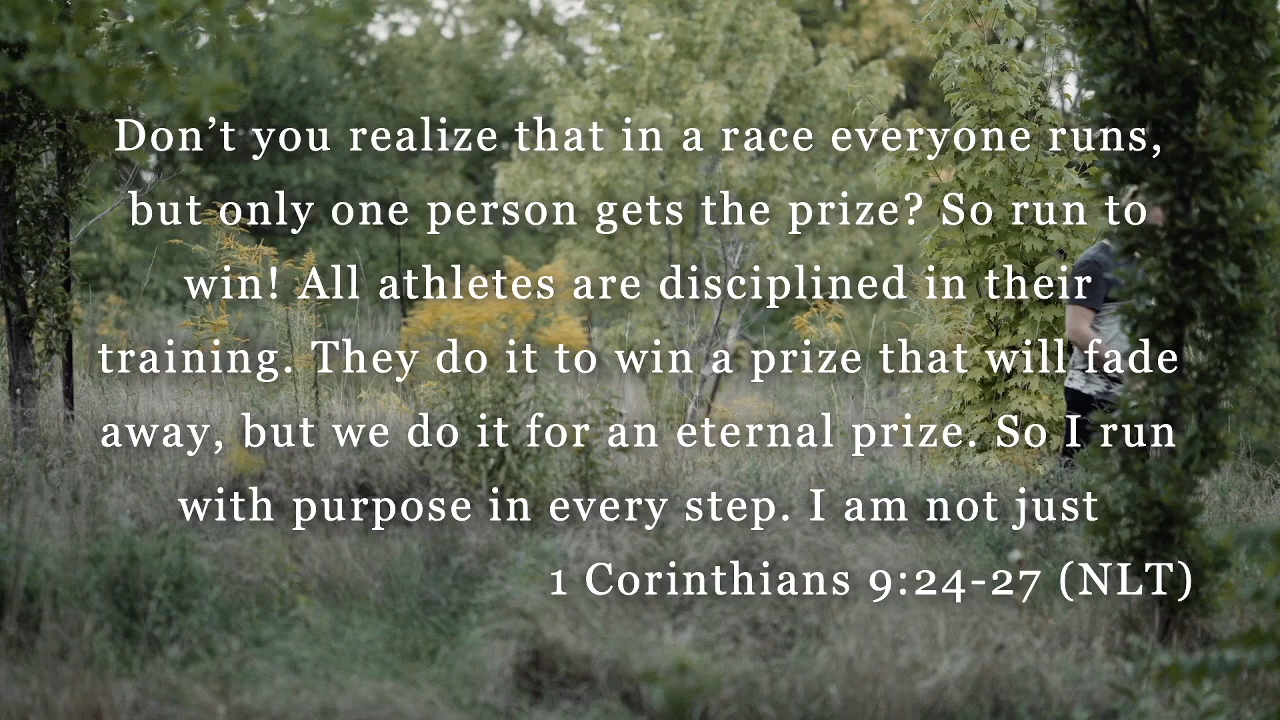 Don’t you realize that in a race everyone runs,
but only one person gets the prize? So run to
win! All athletes are disciplined in their
training. They do it to win a prize that will fade
away, but we do it for an eternal prize. So I run
with purpose in every step. I am not just
1 Corinthians 9:24-27 (NLT)